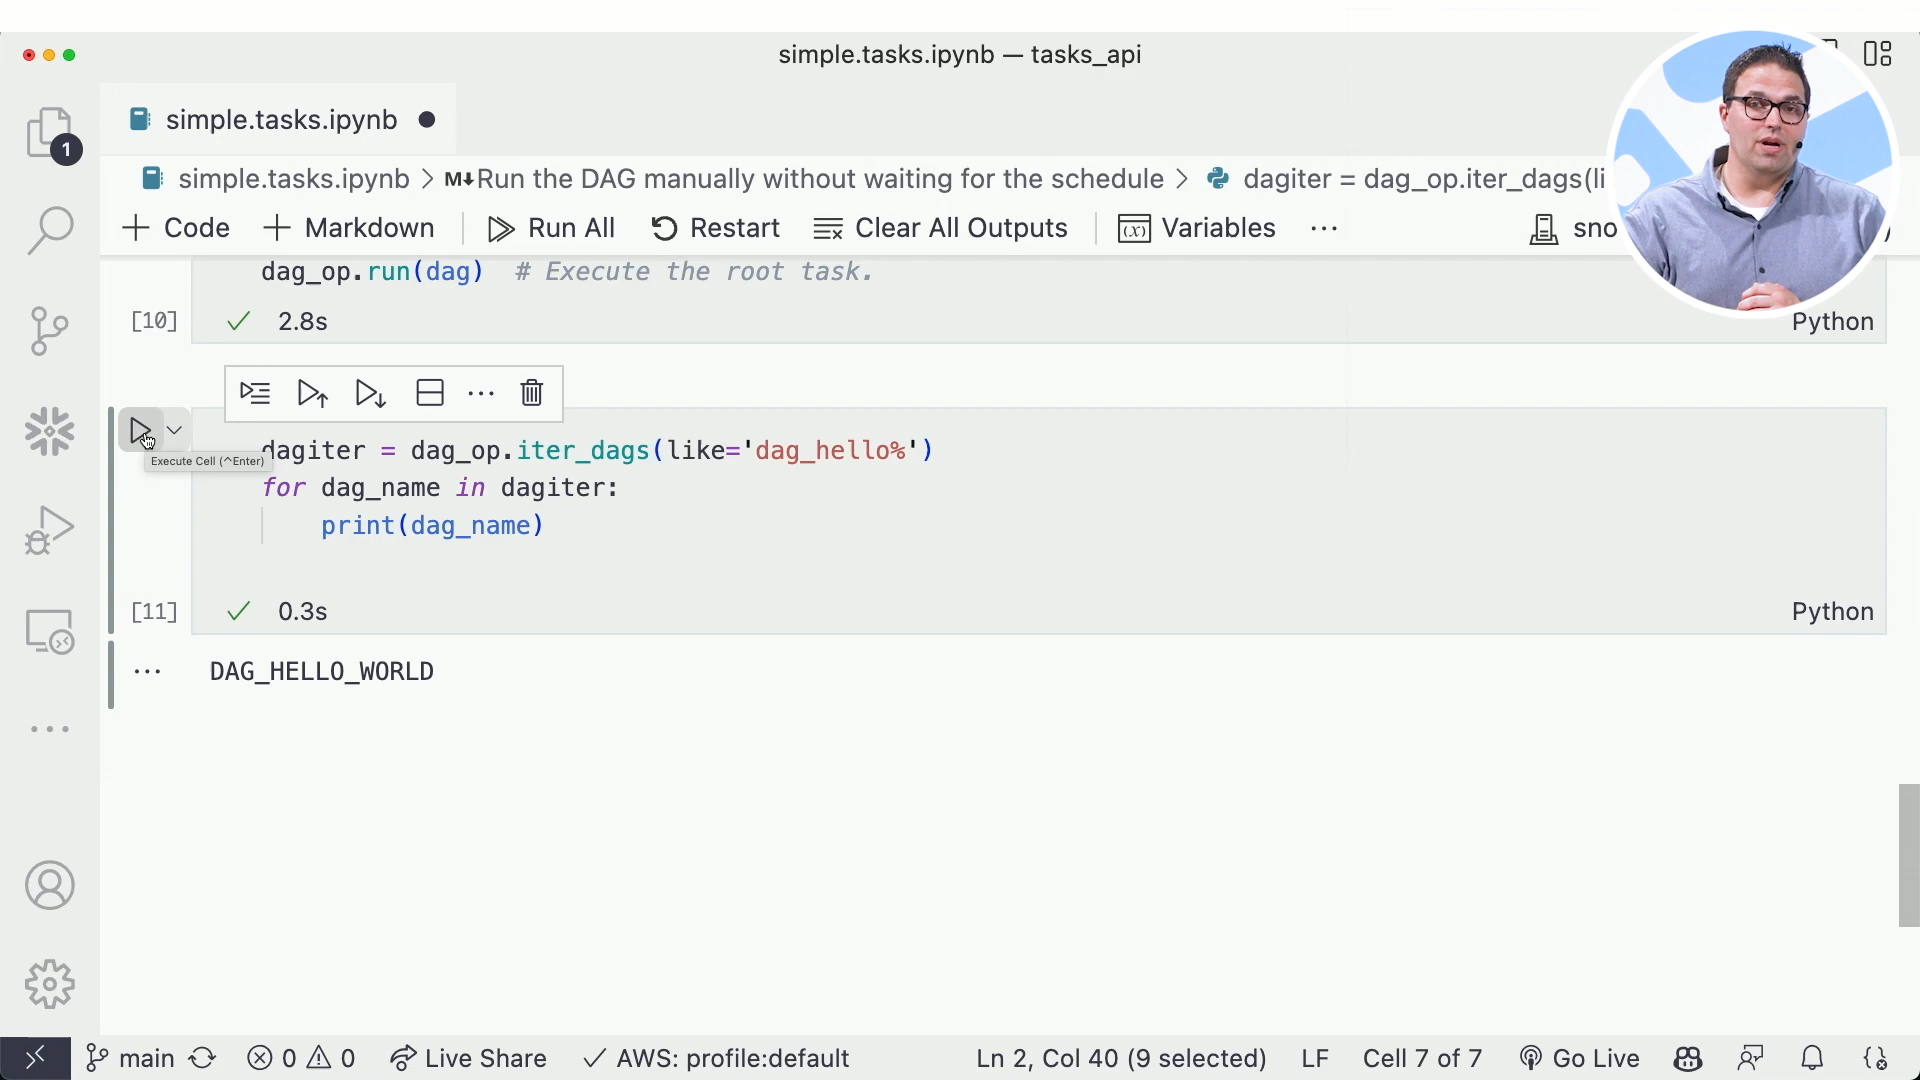 simple.tasks.ipynb — tasks_api
1
simple.tasks.ipynb
simple.tasks.ipynb > M↓Run the DAG manually without waiting for the schedule > dagiter = dag_op.iter_dags(li
+ Code + Markdown Run All Restart Clear All Outputs (x) Variables ··· sno )
dag_op.run(dag) # Execute the root task.
[10] ✓ 2.8s Python
Execute Cell (^Enter)
dagiter = dag_op.iter_dags(like='dag_hello%')
for dag_name in dagiter:
print(dag_name)
[11] ✓ 0.3s Python
··· DAG_HELLO_WORLD
main 0 0 Live Share ✓ AWS: profile:default Ln 2, Col 40 (9 selected) LF Cell 7 of 7 Go Live